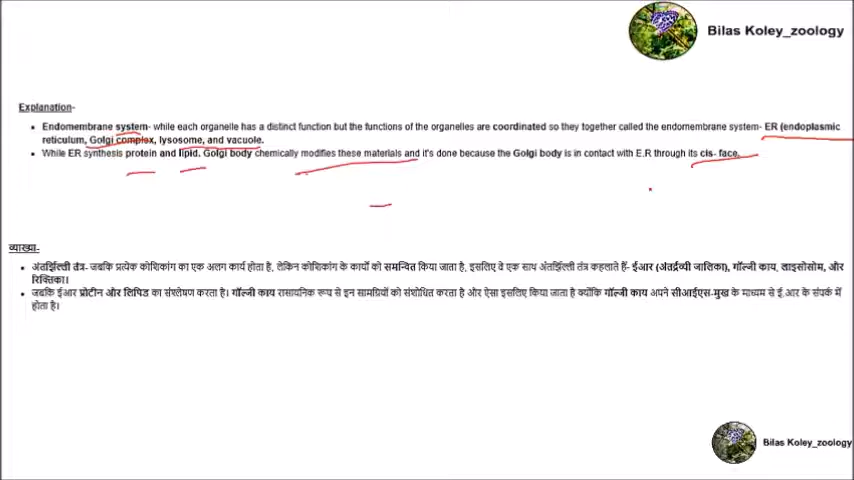 Bilas Koley_zoology
Explanation-
Endomembrane system- while each organelle has a distinct function but the functions of the organelles are coordinated so they together called the endomembrane system- ER (endoplasmic
reticulum, Golgi complex, lysosome, and vacuole.
While ER synthesis protein and lipid. Golgi body chemically modifies these materials and it's done because the Golgi body is in contact with E.R through its cis- face.
व्याख्या-
अंतर्झिल्ली तंत्र- जबकि प्रत्येक कोशिकांग का एक अलग कार्य होता है, लेकिन कोशिकांग के कार्यों को समन्वित किया जाता है, इसलिए वे एक साथ अंतर्झिल्ली तंत्र कहलाते हैं- ईआर (अंतर्द्रव्यी जालिका), गॉल्जी काय, लाइसोसोम, और
रिक्तिका।
जबकि ईआर प्रोटीन और लिपिड का संश्लेषण करता है। गॉल्जी काय रासायनिक रूप से इन सामग्रियों को संशोधित करता है और ऐसा इसलिए किया जाता है क्योंकि गॉल्जी काय अपने सीआईएस-मुख के माध्यम से ई.आर के संपर्क में
होता है।
Bilas Koley_zoology